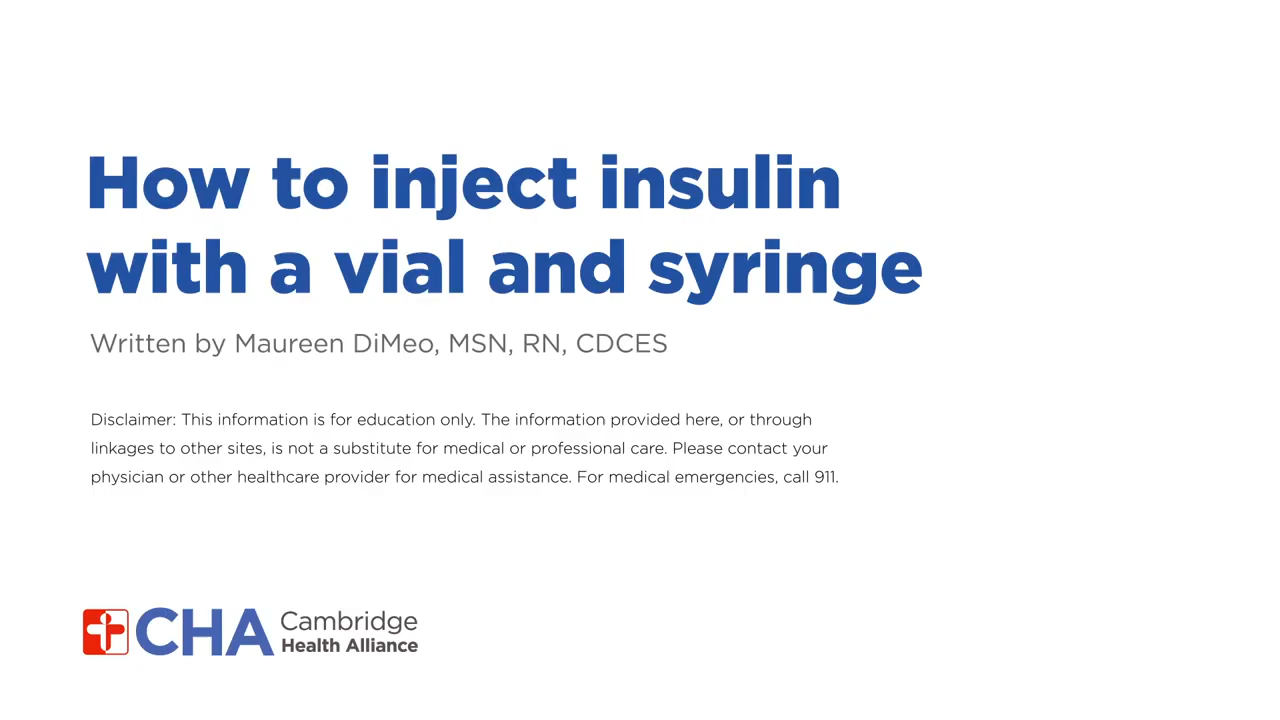 How to inject insulin
with a vial and syringe
Written by Maureen DiMeo, MSN, RN, CDCES
Disclaimer: This information is for education only. The information provided here, or through
linkages to other sites, is not a substitute for medical or professional care. Please contact your
physician or other healthcare provider for medical assistance. For medical emergencies, call 911.
CHA Cambridge
Health Alliance